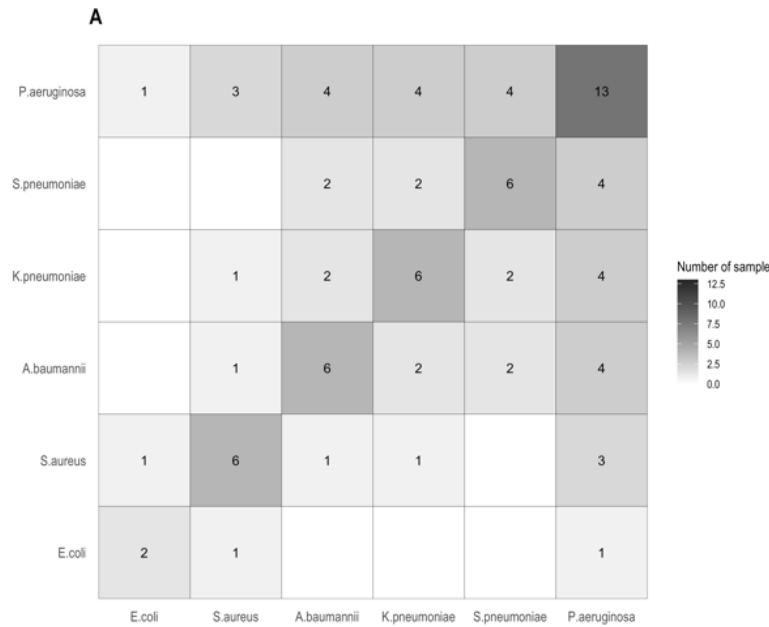 A
P.aeruginosa 1 3 4 4 4 13
S.pneumoniae 2 2 6 4
K.pneumoniae 1 2 6 2 4
A.baumannii 1 6 2 2 4
S.aureus 1 6 1 1 3
E.coli 2 1 1
E.coli S.aureus A.baumannii K.pneumoniae S.pneumoniae P.aeruginosa
Number of sample
12.5
10.0
7.5
5.0
2.5
0.0